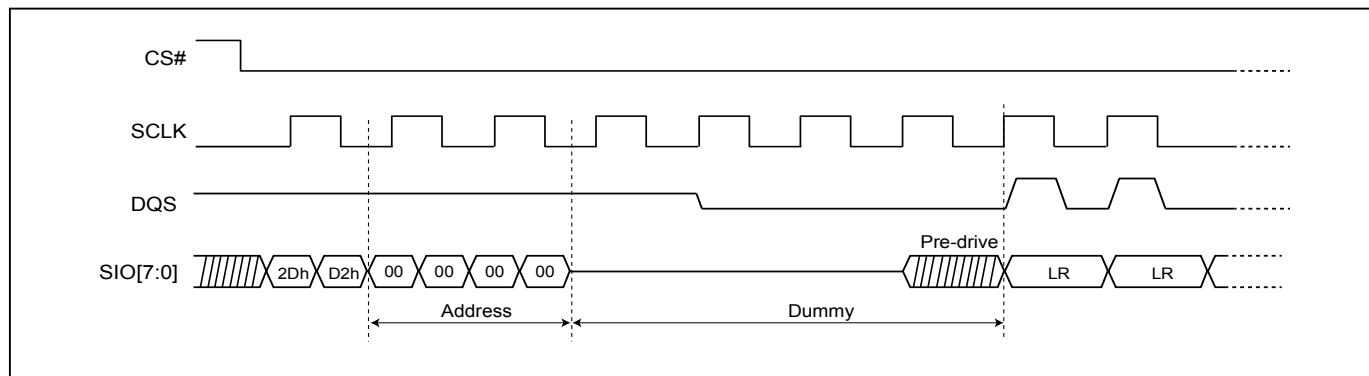 CS#
SCLK
DQS
Pre-drive
SIO[7:0]
2Dh D2h 00 00 00 00 LR LR
Address Dummy